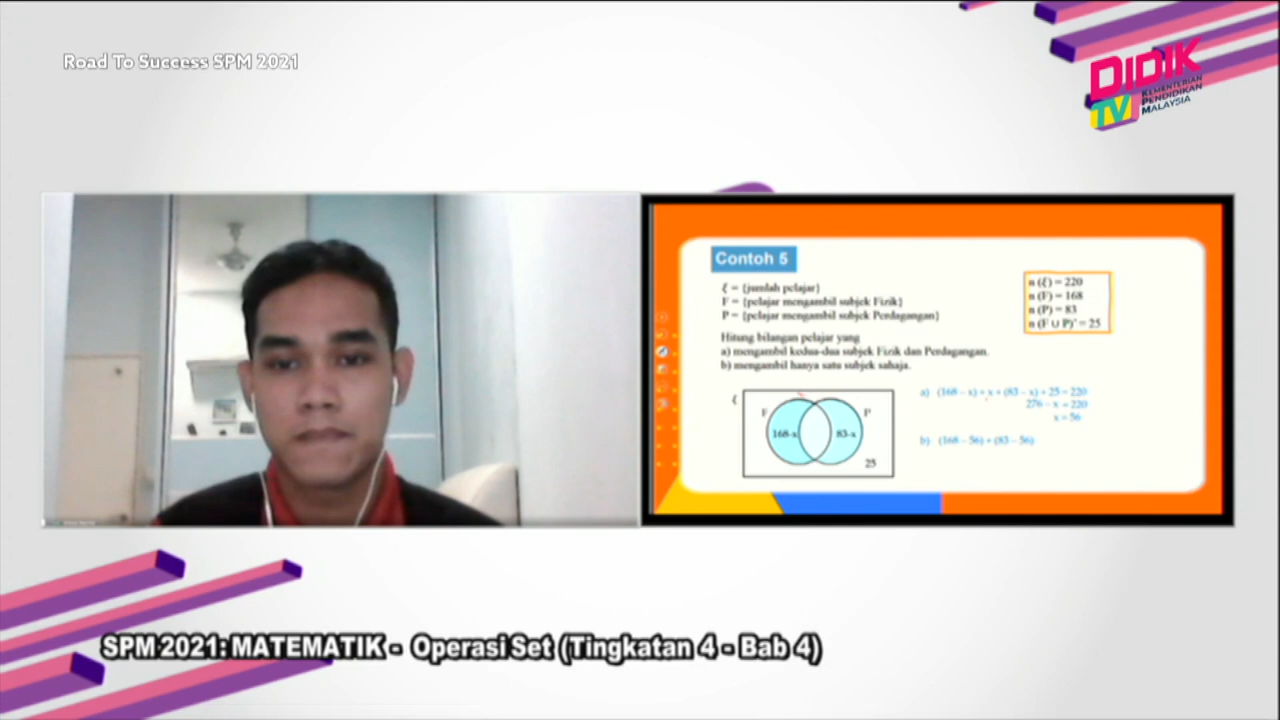 Road To Success SPM 2021
DIDIK
TV
KEMENTERIAN
PENDIDIKAN
MALAYSIA
Contoh 5
ξ = {jumlah pelajar}
F = {pelajar mengambil subjek Fizik}
P = {pelajar mengambil subjek Perdagangan}
n (ξ) = 220
n (F) = 168
n (P) = 83
n (F ∪ P)' = 25
Hitung bilangan pelajar yang
a) mengambil kedua-dua subjek Fizik dan Perdagangan.
b) mengambil hanya satu subjek sahaja.
ξ
F
P
168-x
83-x
25
a) (168 – x) + x + (83 – x) + 25 = 220
276 – x = 220
x = 56
b) (168 – 56) + (83 – 56)
SPM 2021: MATEMATIK - Operasi Set (Tingkatan 4 - Bab 4)